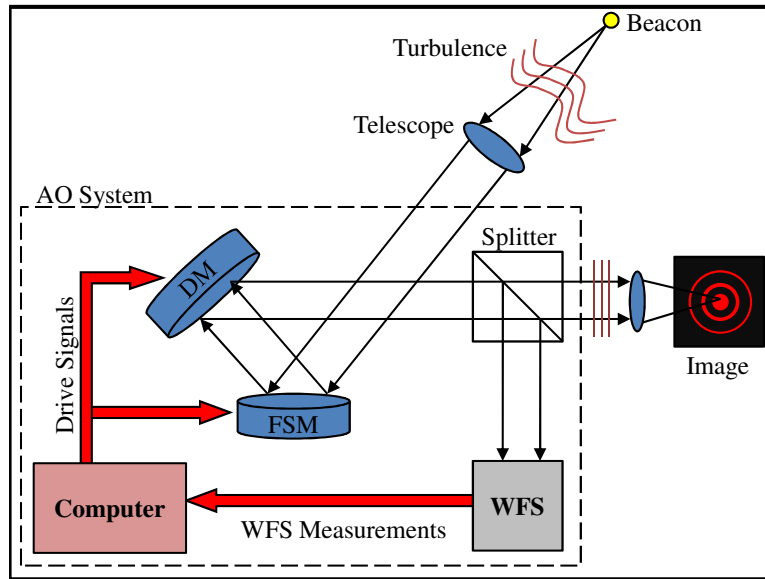 Beacon
Turbulence
Telescope
AO System
Splitter
DM
Image
Drive Signals
FSM
Computer
WFS
WFS Measurements